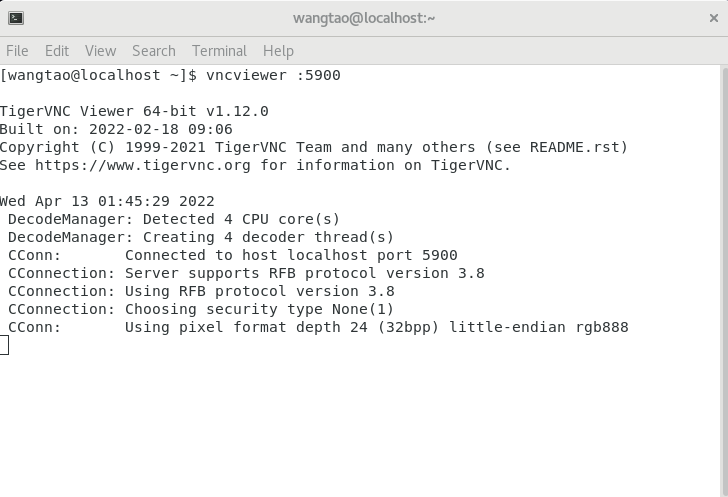 wangtao@localhost:~
File Edit View Search Terminal Help
[wangtao@localhost ~]$ vncviewer :5900
TigerVNC Viewer 64-bit v1.12.0
Built on: 2022-02-18 09:06
Copyright (C) 1999-2021 TigerVNC Team and many others (see README.rst)
See https://www.tigervnc.org for information on TigerVNC.
Wed Apr 13 01:45:29 2022
DecodeManager: Detected 4 CPU core(s)
DecodeManager: Creating 4 decoder thread(s)
CConn:       Connected to host localhost port 5900
CConnection: Server supports RFB protocol version 3.8
CConnection: Using RFB protocol version 3.8
CConnection: Choosing security type None(1)
CConn:       Using pixel format depth 24 (32bpp) little-endian rgb888